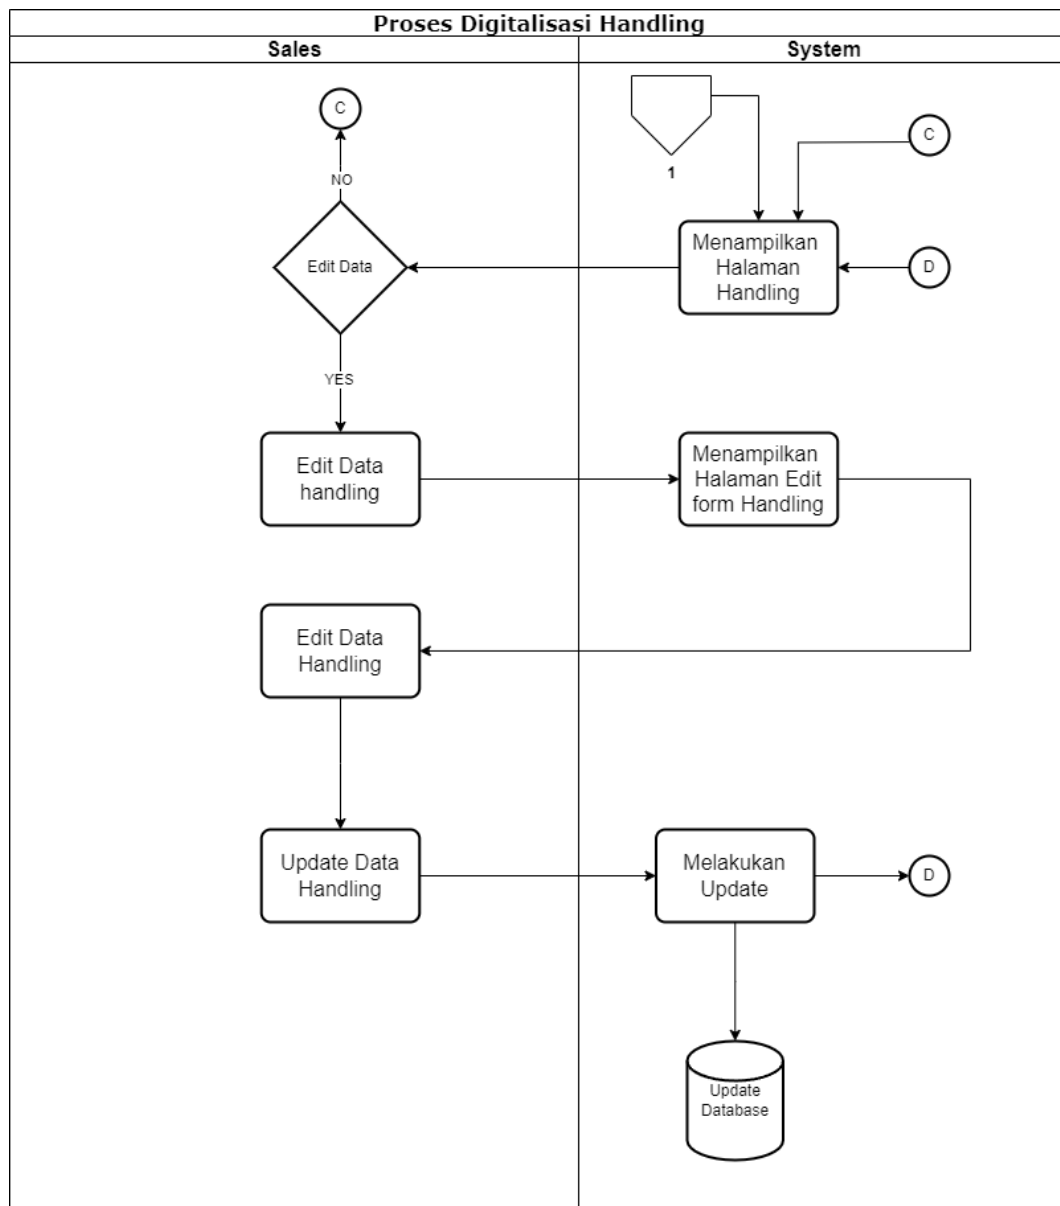 Proses Digitalisasi Handling
Sales
System
C
C
1
NO
Menampilkan
Halaman
Handling
Edit Data
D
YES
Edit Data
handling
Menampilkan
Halaman Edit
form Handling
Edit Data
Handling
Update Data
Handling
Melakukan
Update
D
Update
Database